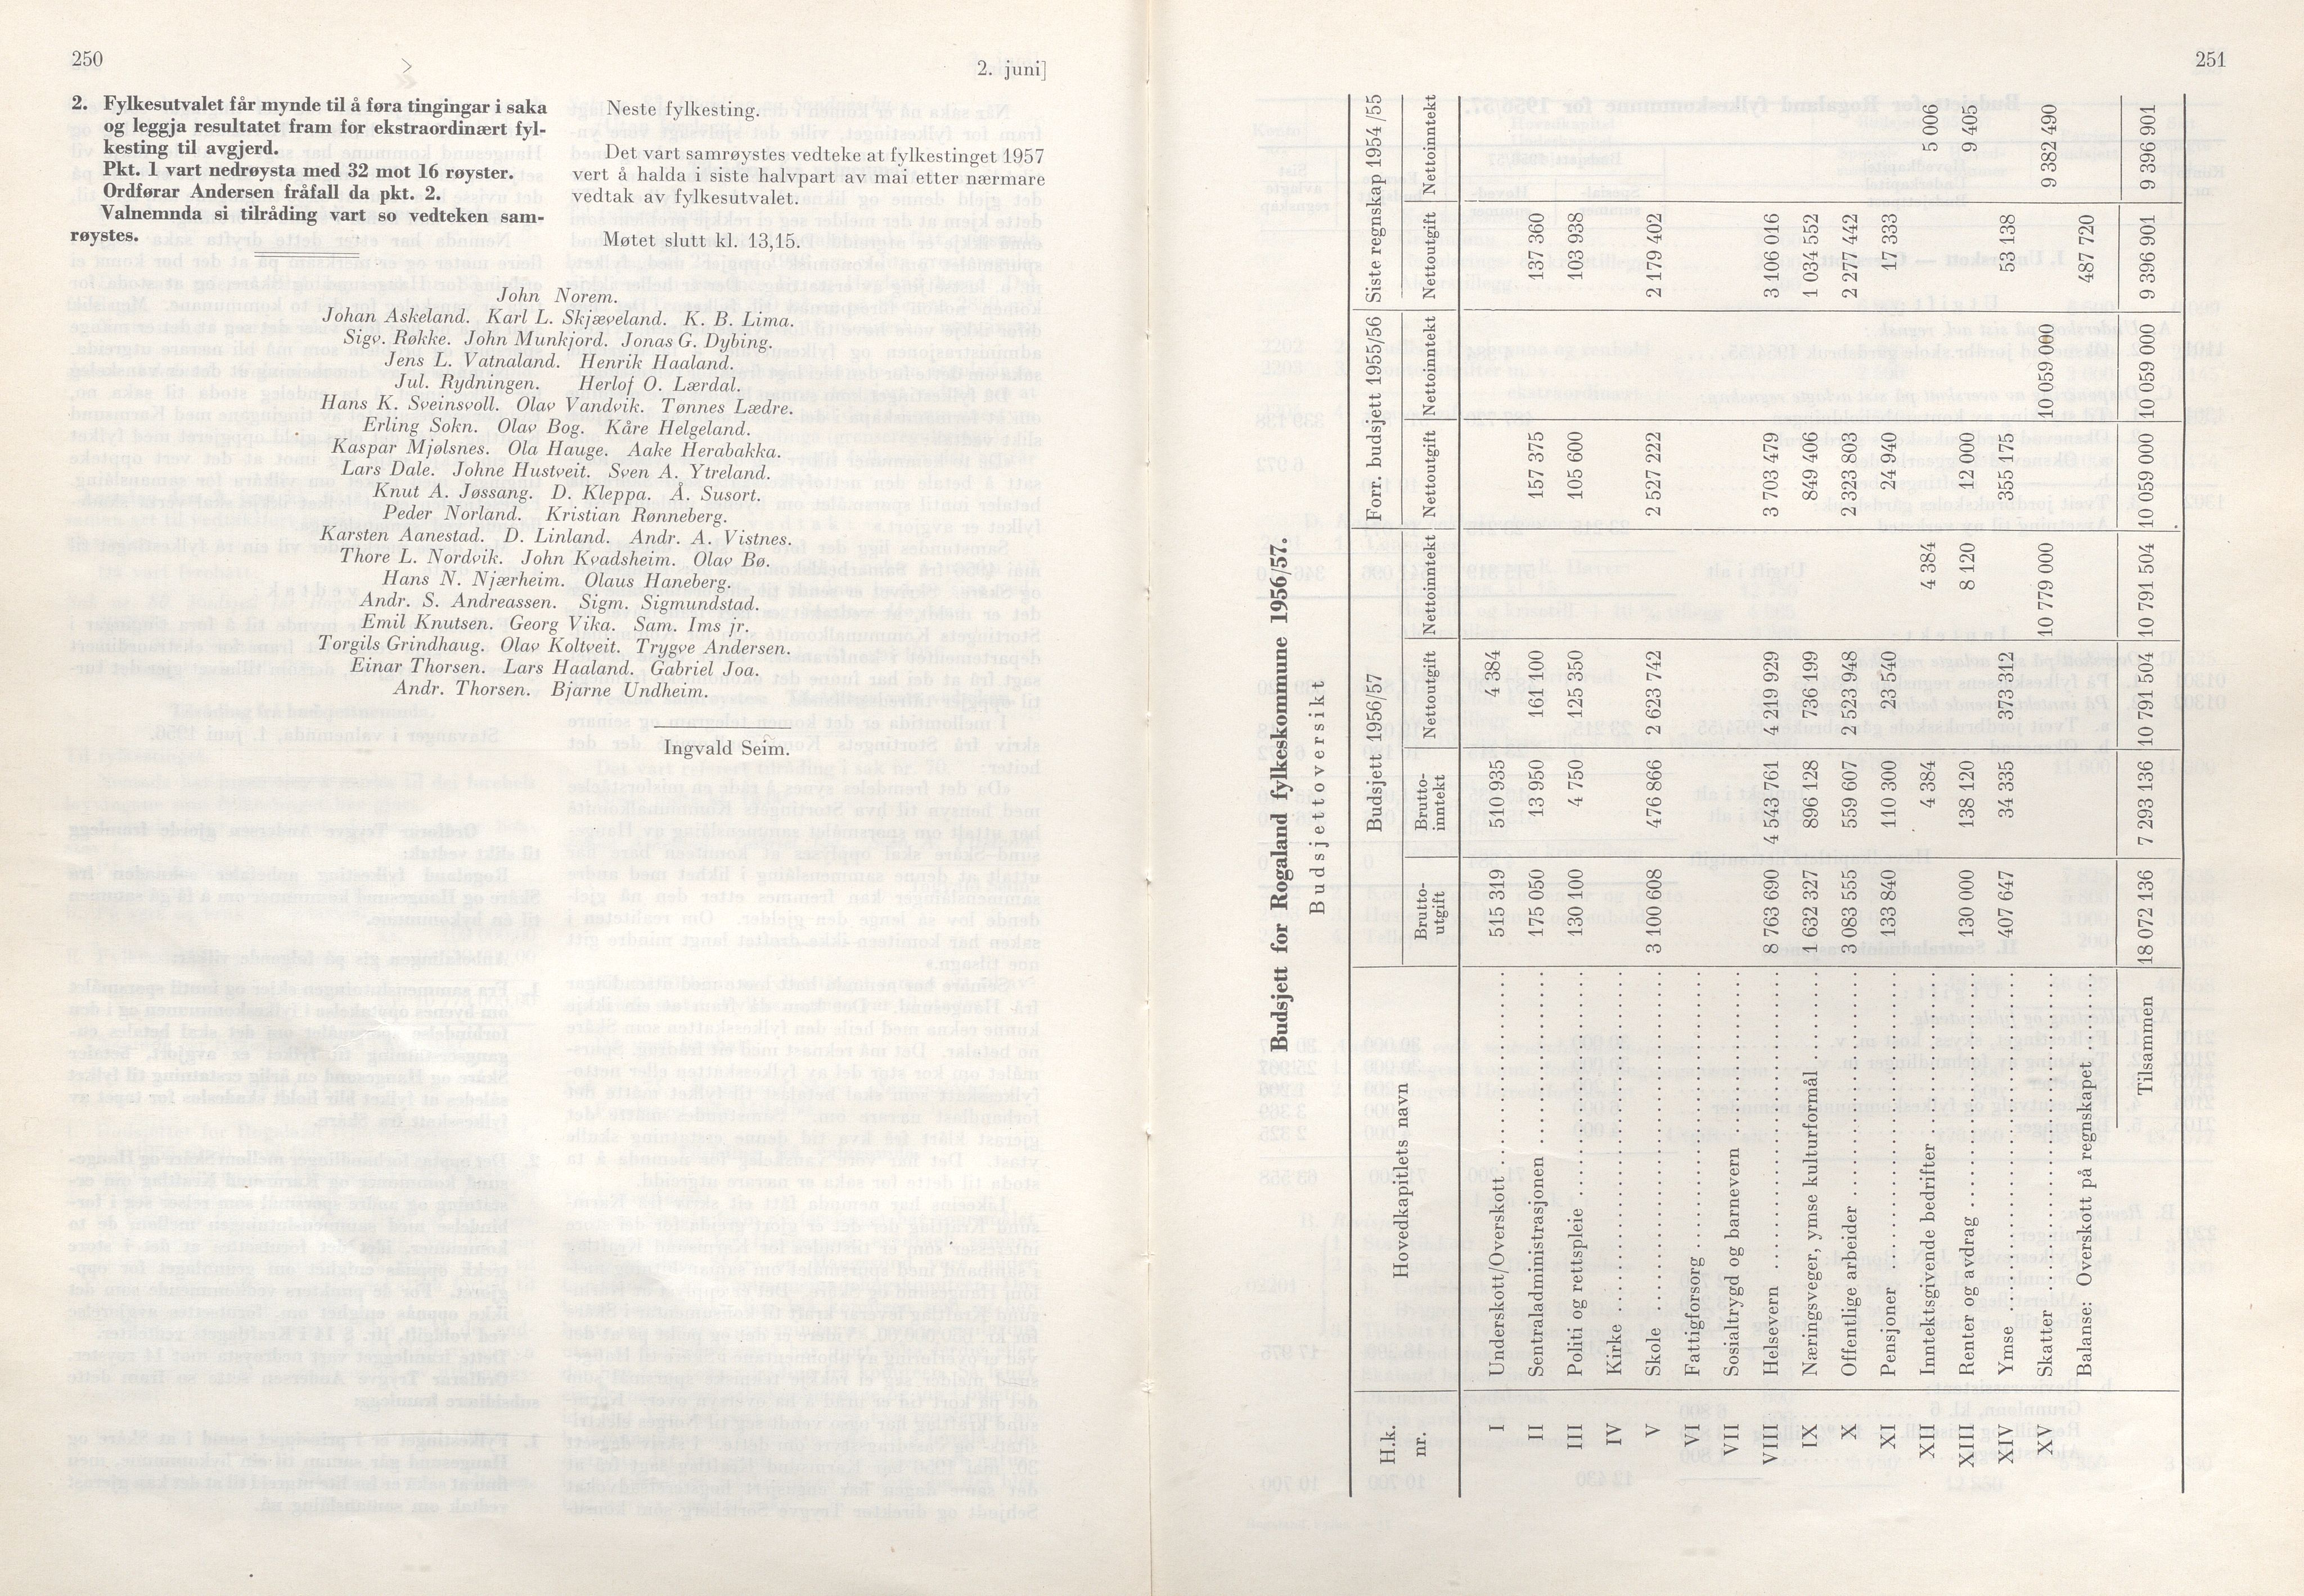 250
2. juni]
2. Fylkesutvalet får mynde til å føra tingingar i saka
og leggja resultatet fram for ekstraordinært fyl-
kesting til avgjerd.
Pkt. 1 vart nedrøysta med 32 mot 16 røyster.
Ordførar Andersen fråfall da pkt. 2.
Valnemnda si tilråding vart so vedteken sam-
røystes.
Neste fylkesting.
Det vart samrøystes vedteke at fylkestinget 1957
vert å halda i siste halvpart av mai etter nærmare
vedtak av fylkesutvalet.
Møtet slutt kl. 13,15.
John Norem.
Johan Askeland. Karl L. Skjæveland. K. B. Lima.
Sigv. Røkke. John Munkjord. Jonas G. Dybing.
Jens L. Vatnaland. Henrik Haaland.
Jul. Rydningen. Herlof O. Lærdal.
Hans K. Sveinsvoll. Olav Vandvik. Tønnes Lædre.
Erling Sokn. Olav Bog. Kåre Helgeland.
Kaspar Mjølsnes. Ola Hauge. Aake Herabakka.
Lars Dale. Johne Hustveit. Sven A. Ytreland.
Knut A. Jøssang. D. Kleppa. Å. Susort.
Peder Norland. Kristian Rønneberg.
Karsten Aanestad. D. Linland. Andr. A. Vistnes.
Thore L. Nordvik. John Kvadsheim. Olav Bø.
Hans N. Njærheim. Olaus Haneberg.
Andr. S. Andreassen. Sigm. Sigmundstad.
Emil Knutsen. Georg Vika. Sam. Ims jr.
Torgils Grindhaug. Olav Koltveit. Trygve Andersen.
Einar Thorsen. Lars Haaland. Gabriel Joa.
Andr. Thorsen. Bjarne Undheim.
Ingvald Seim.
251
Budsjett for Rogaland fylkeskommune 1956/57.
Budsjettoversikt
H.k. nr. Hovedkapitlets navn Budsjett 1956/57 Forr. budsjett 1955/56 Siste regnskap 1954/55
Brutto-utgift Brutto-inntekt Nettoutgift Nettoinntekt Nettoutgift Nettoinntekt Nettoutgift Nettoinntekt
I Underskott/Overskott 515 319 510 935 4 384
II Sentraladministrasjonen 175 050 13 950 161 100 157 375 137 360
III Politi og rettspleie 130 100 4 750 125 350 105 600 103 938
IV Kirke
V Skole 3 100 608 476 866 2 623 742 2 527 222 2 179 402
VI Fattigforsorg
VII Sosialtrygd og barnevern
VIII Helsevern 8 763 690 4 543 761 4 219 929 3 703 479 3 106 016
IX Næringsveger, ymse kulturformål 1 632 327 896 128 736 199 849 406 1 034 552
X Offentlige arbeider 3 083 555 559 607 2 523 948 2 323 803 2 277 442
XI Pensjoner 133 840 110 300 23 540 24 940 17 333
XII Inntektsgivende bedrifter 4 384 4 384 5 006
XIII Renter og avdrag 130 000 138 120 8 120 12 000 9 405
XIV Ymse 407 647 34 335 373 312 355 175 53 138
XV Skatter 10 779 000 10 059 000 9 382 490
Balanse: Overskott på regnskapet 487 720
Tilsammen 18 072 136 7 293 136 10 791 504 10 791 504 10 059 000 10 059 000 9 396 901 9 396 901